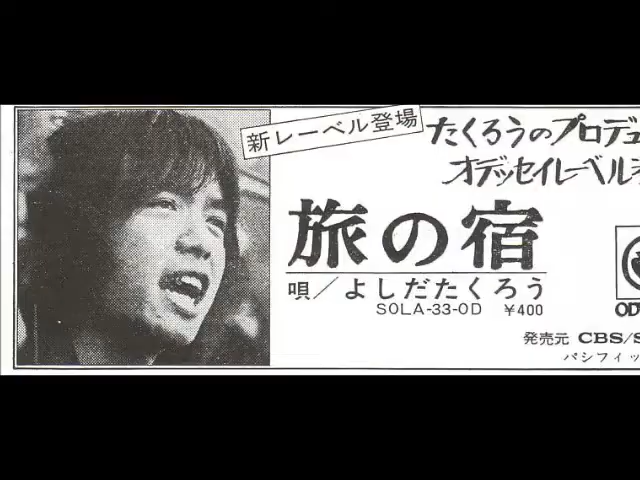 新レーベル登場
たくろうのプロデュ
オデッセイレーベル
旅の宿
唄／よしだたくろう
SOLA-33-OD ¥400
OD
発売元 CBS/S
パシフィッ